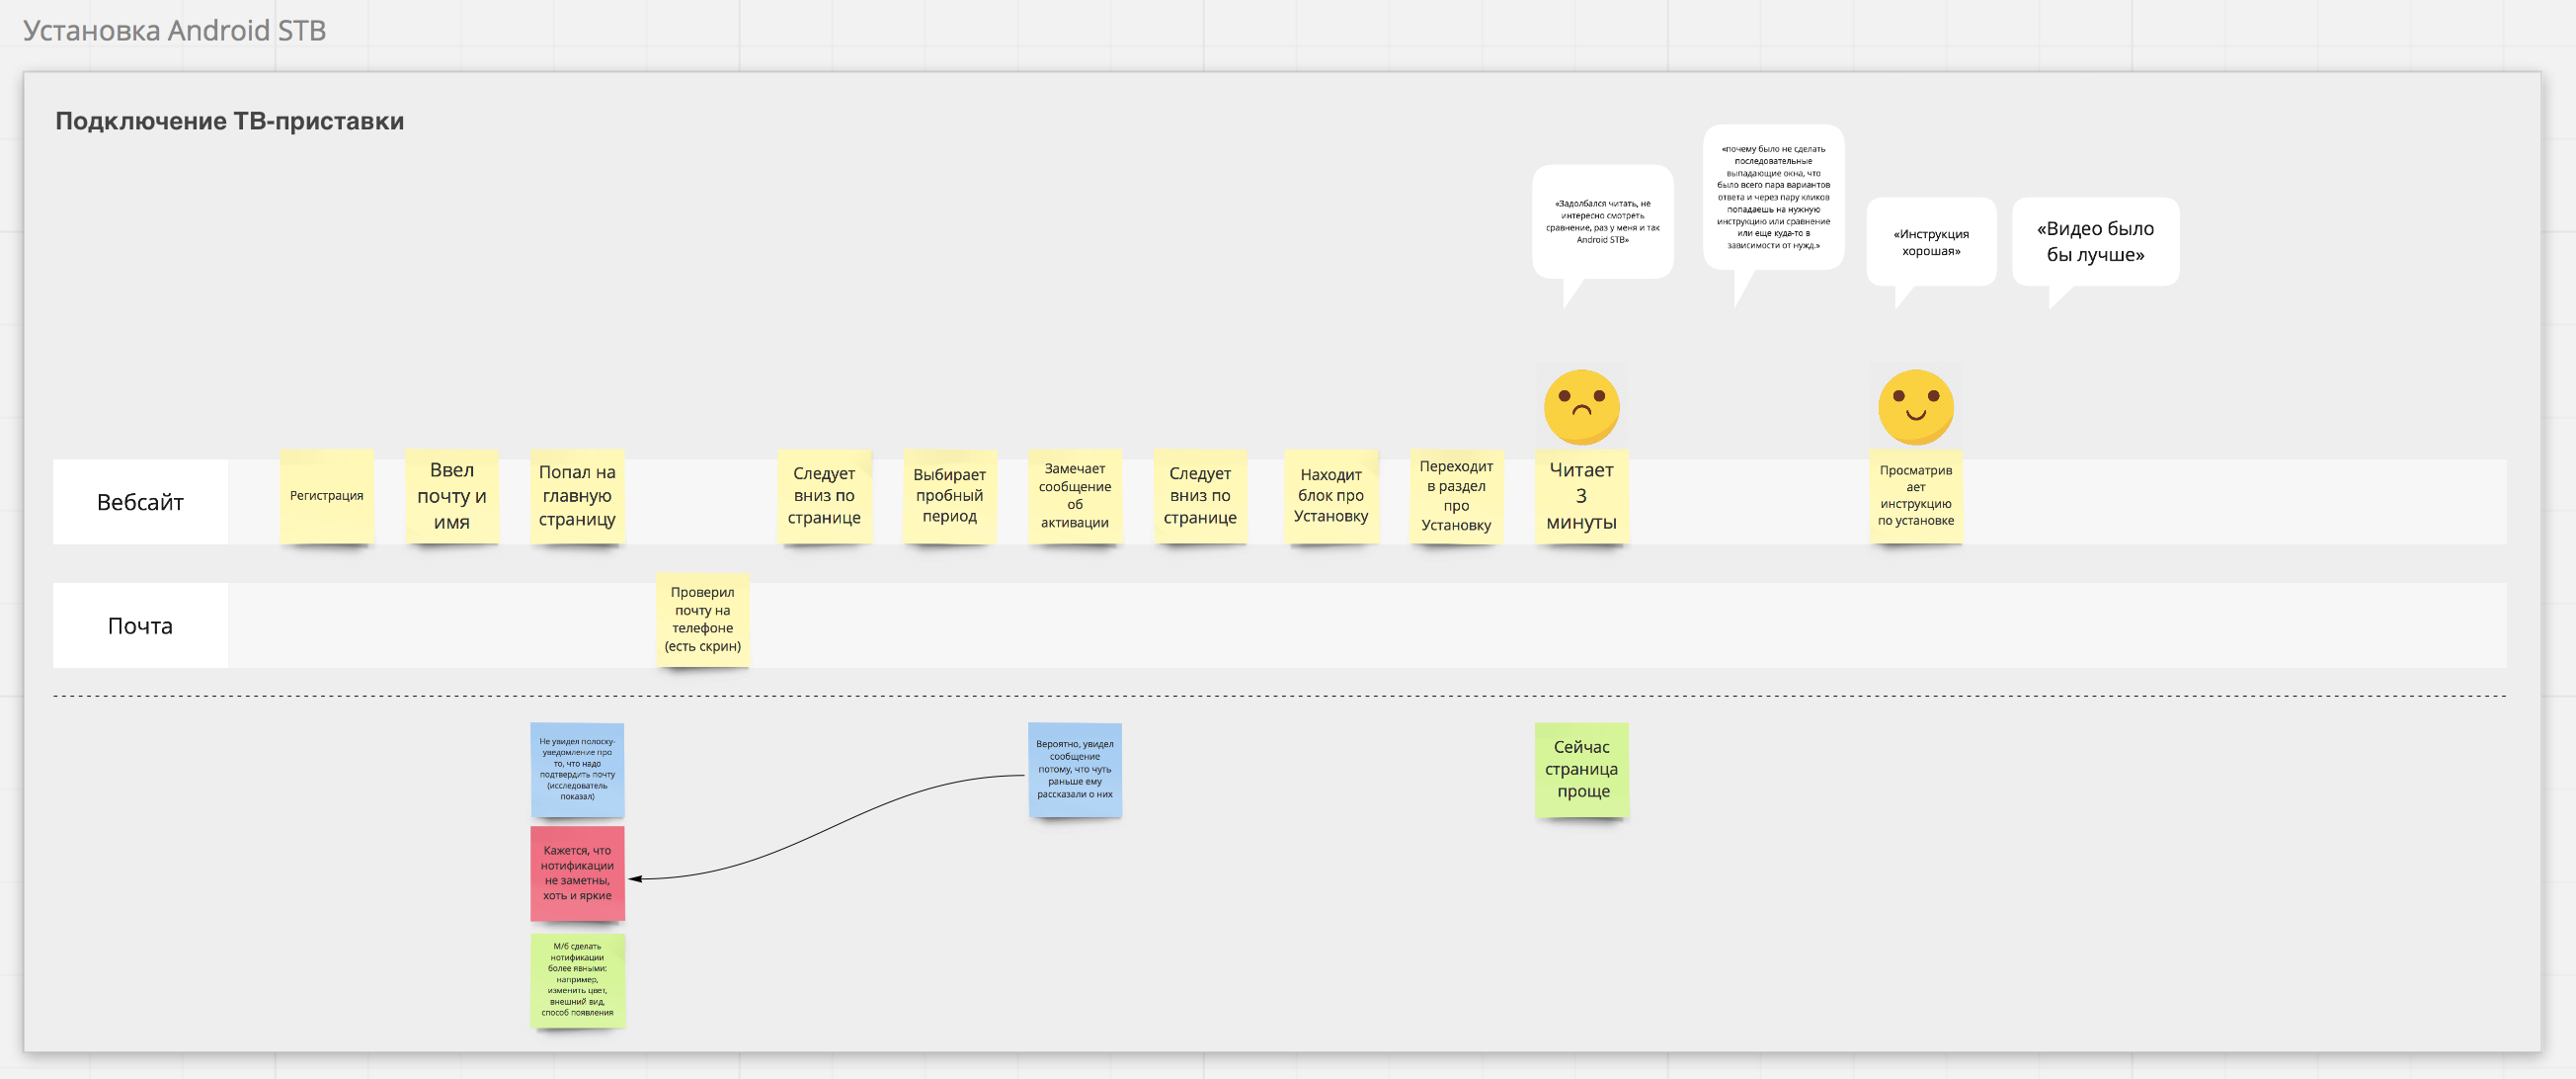 Установка Android STB
Подключение ТВ-приставки
«Задолбался читать, не
интересно смотреть
сравнение, раз у меня и так
Android STB»
«почему было не сделать
последовательные
выпадающие окна, что
было всего пара вариантов
ответа и через пару кликов
попадаешь на нужную
инструкцию или сравнение
или еще куда-то в
зависимости от нужд.»
«Инструкция
хорошая»
«Видео было
бы лучше»
Вебсайт
Регистрация
Ввел
почту и
имя
Попал на
главную
страницу
Следует
вниз по
странице
Выбирает
пробный
период
Замечает
сообщение
об
активации
Следует
вниз по
странице
Находит
блок про
Установку
Переходит
в раздел
про
Установку
Читает
3
минуты
Просматрив
ает
инструкцию
по установке
Почта
Проверил
почту на
телефоне
(есть скрин)
Не увидел полоску-
уведомление про
то, что надо
подтвердить почту
(исследователь
показал)
Вероятно, увидел
сообщение
потому, что чуть
раньше ему
рассказали о них
Сейчас
страница
проще
Кажется, что
нотификации
не заметны,
хоть и яркие
М/б сделать
нотификации
более явными:
например,
изменить цвет,
внешний вид,
способ появления